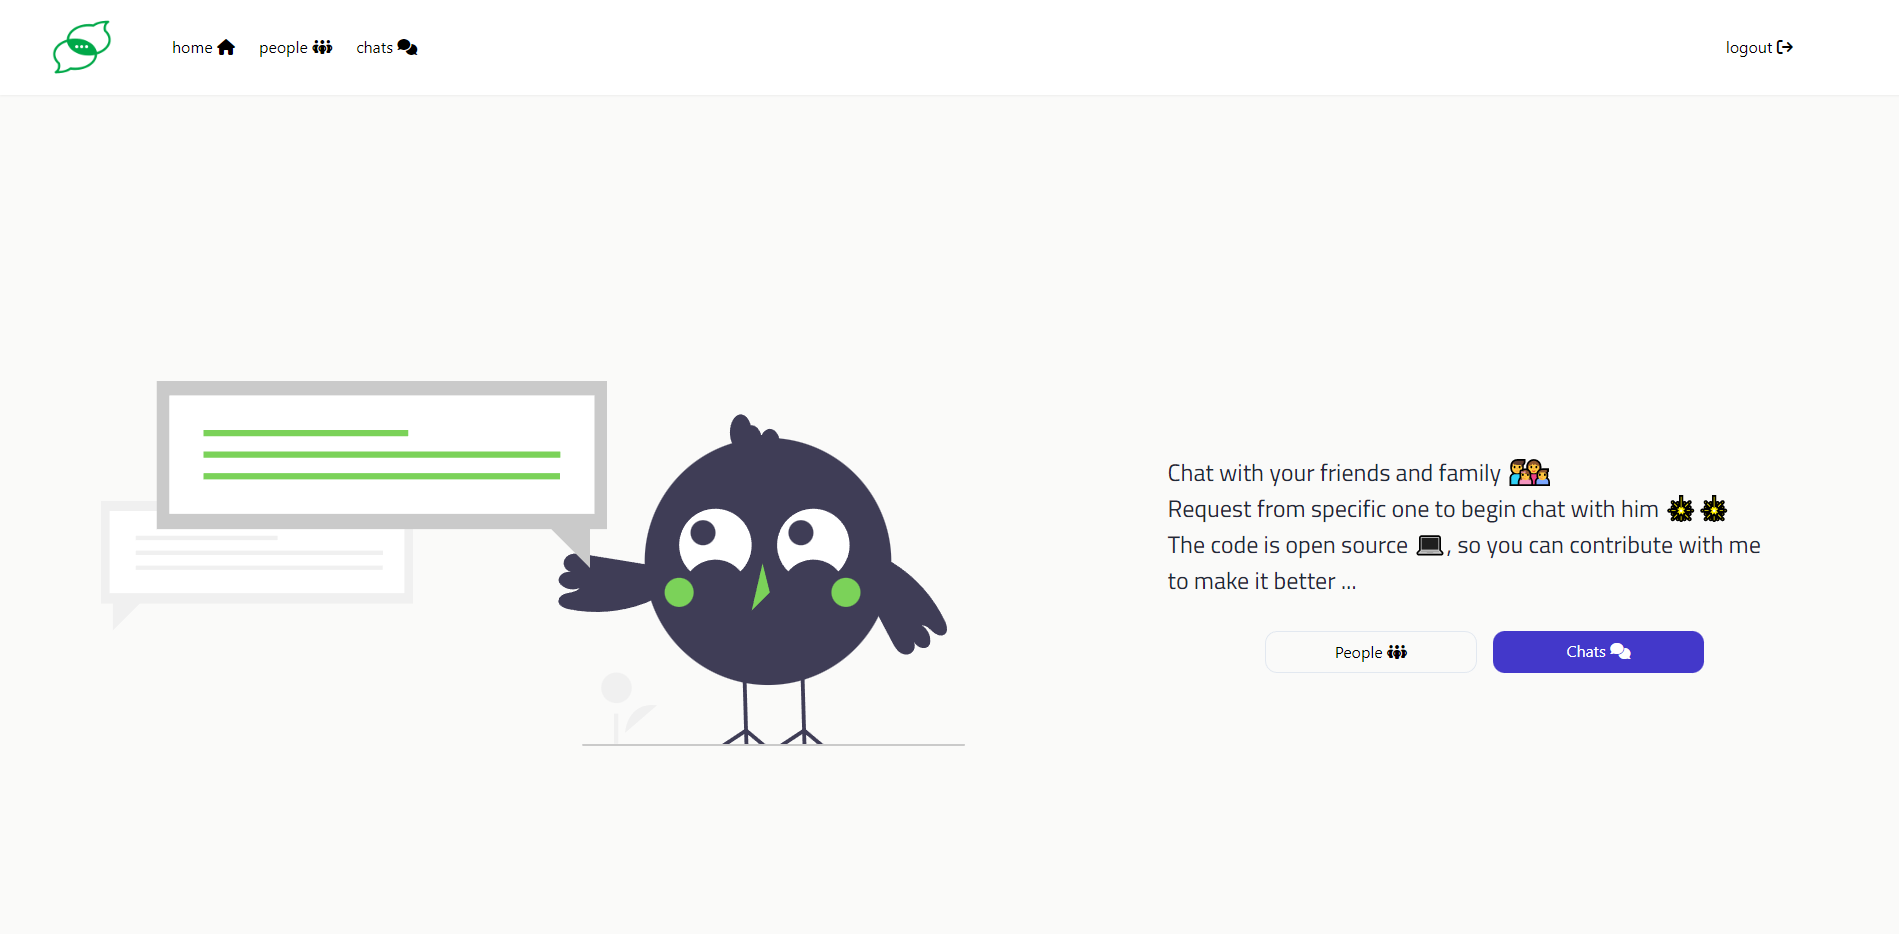 home
people
chats
logout
Chat with your friends and family 👨‍👩‍👧‍👦
Request from specific one to begin chat with him ✴ ✴
The code is open source 💻, so you can contribute with me
to make it better ...
People
Chats